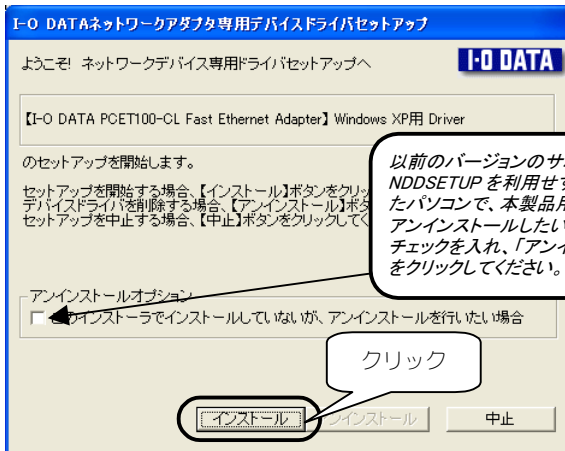 I-O DATAネットワークアダプタ専用デバイスドライバセットアップ
ようこそ! ネットワークデバイス専用ドライバセットアップへ
I-O DATA
【I-O DATA PCET100-CL Fast Ethernet Adapter】 Windows XP用 Driver
のセットアップを開始します。
セットアップを開始する場合、【インストール】ボタンをクリッ
デバイスドライバを削除する場合、【アンインストール】ボタ
セットアップを中止する場合、【中止】ボタンをクリックしてく
以前のバージョンのサ
NDDSETUP を利用せず
たパソコンで、本製品用
アンインストールしたい
チェックを入れ、「アンイ
をクリックしてください。
アンインストールオプション
このインストーラでインストールしていないが、アンインストールを行いたい場合
クリック
インストール
ンインストール
中止